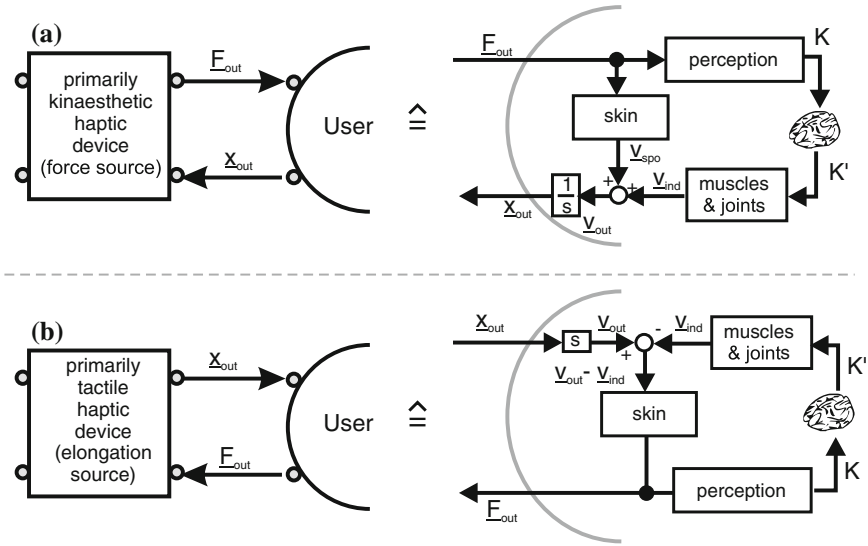 (a)
primarily
kinaesthetic
haptic
device
(force source)
F_out
x_out
User
≙
F_out
perception
K
skin
v_spo
+
+
v_ind
muscles
& joints
K'
1
s
x_out
v_out
(b)
primarily
tactile
haptic
device
(elongation
source)
x_out
F_out
User
≙
x_out
s
v_out
+
-
v_ind
muscles
& joints
K'
v_out - v_ind
skin
perception
K
F_out